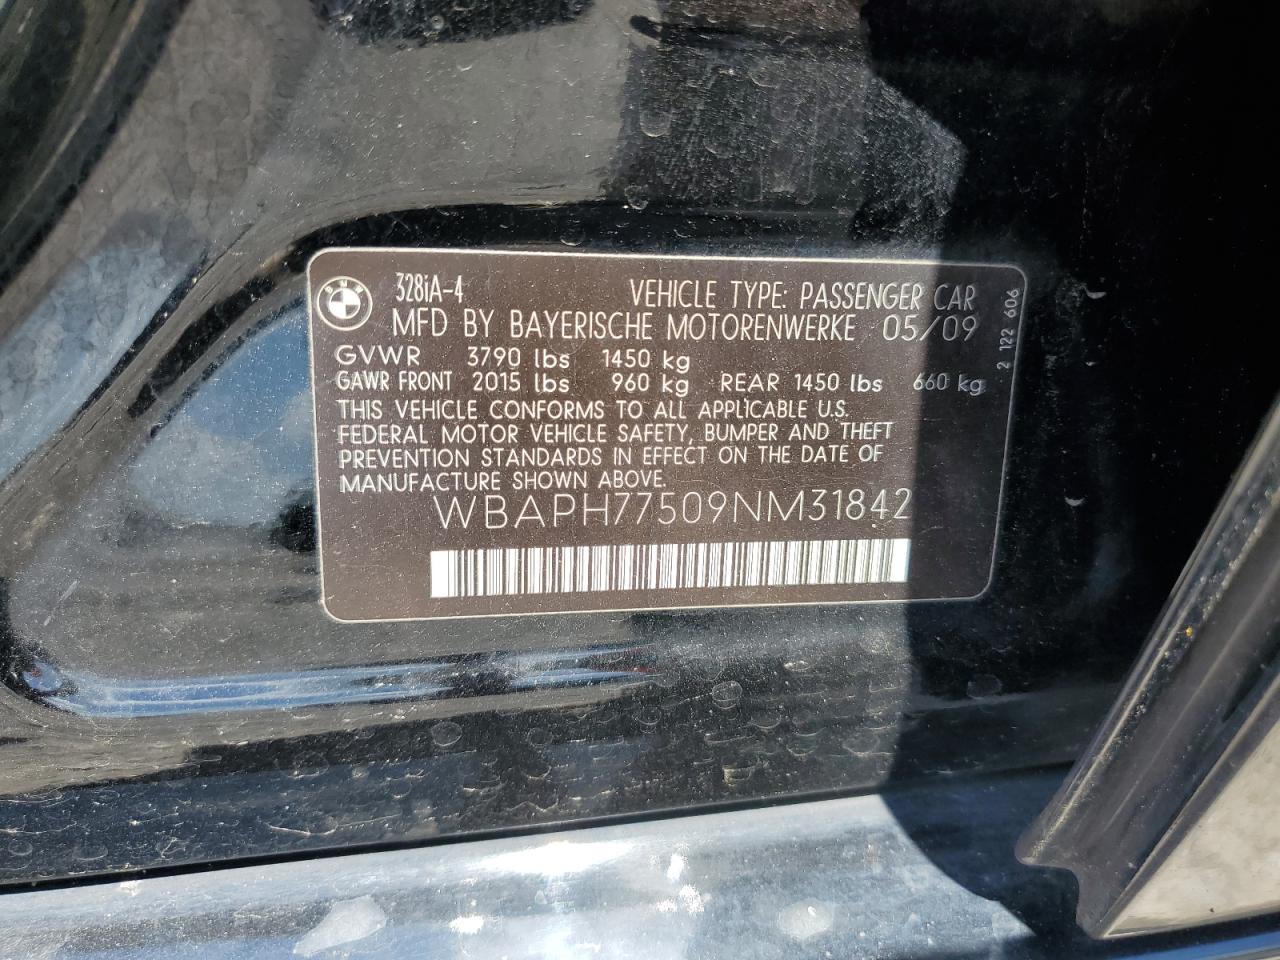 BMW
328iA-4 VEHICLE TYPE: PASSENGER CAR
MFD BY BAYERISCHE MOTORENWERKE 05/09
GVWR 3790 lbs 1450 kg
GAWR FRONT 2015 lbs 960 kg REAR 1450 lbs 660 kg
THIS VEHICLE CONFORMS TO ALL APPLICABLE U.S.
FEDERAL MOTOR VEHICLE SAFETY, BUMPER AND THEFT
PREVENTION STANDARDS IN EFFECT ON THE DATE OF
MANUFACTURE SHOWN ABOVE.
WBAPH77509NM31842
2 122 606